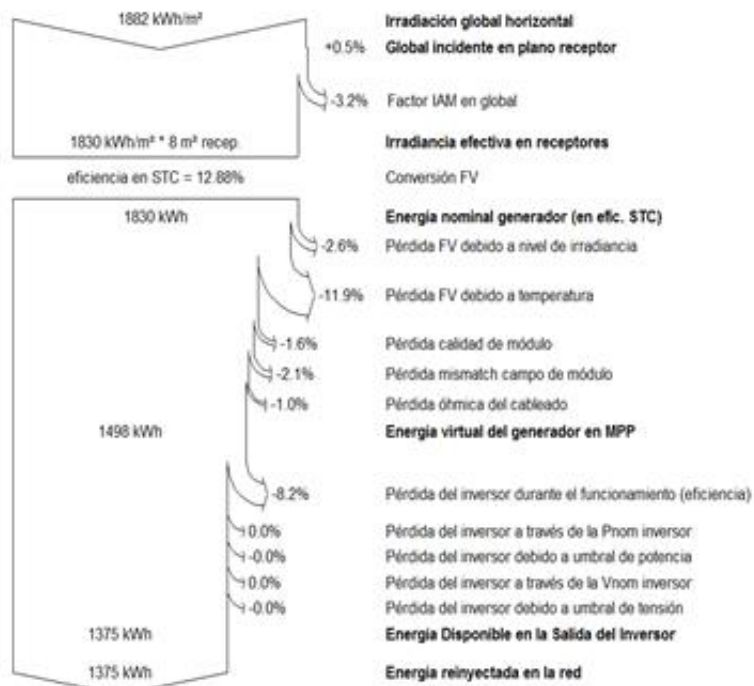 1882 kWh/m² Irradiación global horizontal
+0.5% Global incidente en plano receptor
-3.2% Factor IAM en global
1830 kWh/m² * 8 m² recep. Irradiancia efectiva en receptores
eficiencia en STC = 12.88% Conversión FV
1830 kWh Energía nominal generador (en efic. STC)
-2.6% Pérdida FV debido a nivel de irradiancia
-11.9% Pérdida FV debido a temperatura
-1.6% Pérdida calidad de módulo
-2.1% Pérdida mismatch campo de módulo
-1.0% Pérdida óhmica del cableado
1498 kWh Energía virtual del generador en MPP
-8.2% Pérdida del inversor durante el funcionamiento (eficiencia)
0.0% Pérdida del inversor a través de la Pnom inversor
-0.0% Pérdida del inversor debido a umbral de potencia
0.0% Pérdida del inversor a través de la Vnom inversor
-0.0% Pérdida del inversor debido a umbral de tensión
1375 kWh Energía Disponible en la Salida del Inversor
1375 kWh Energía reinyectada en la red